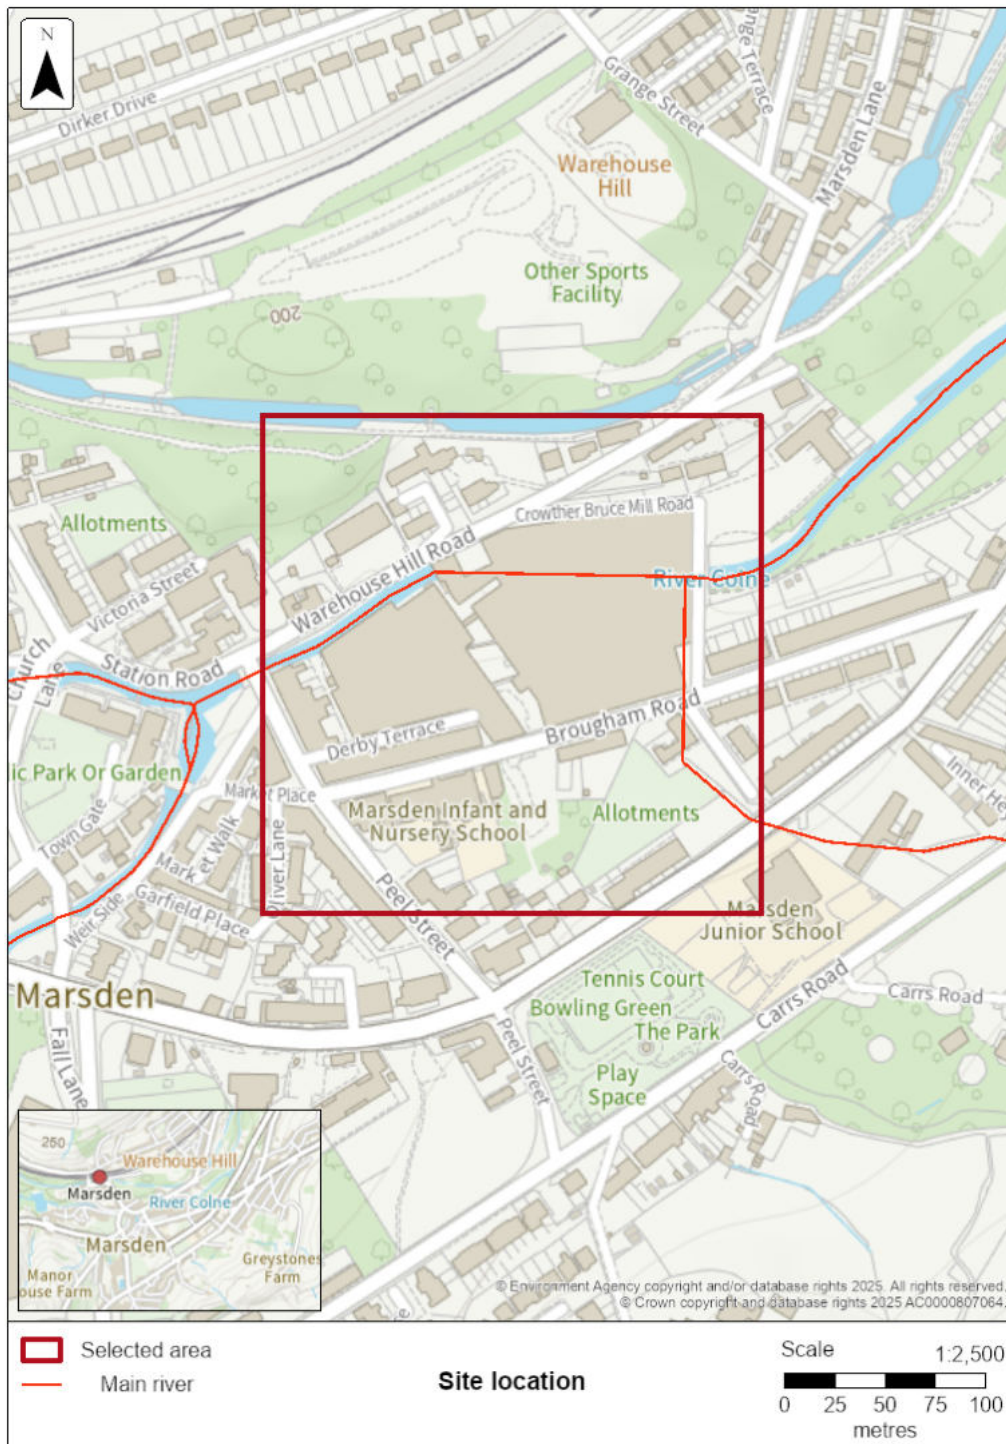 N
Dirker Drive
Grange Street
Marsden Lane
Warehouse
Hill
Other Sports
Facility
200
Allotments
Victoria Street
Church
Lane
Station Road
Warehouse Hill Road
Crowther Bruce Mill Road
River Colne
Derby Terrace
Brougham Road
ic Park Or Garden
Town Gate
Market Place
Market Walk
Oliver Lane
Marsden Infant and
Nursery School
Allotments
Weir Side
Garfield Place
Peel Street
Marsden
Junior School
Marsden
Fall Lane
Tennis Court
Bowling Green
The Park
Play
Space
Peel Street
Carrs Road
Carrs Road
Carrs Road
250
Warehouse Hill
Marsden
River Colne
Marsden
Greystones
Farm
Manor
ouse Farm
© Environment Agency copyright and/or database rights 2025. All rights reserved.
© Crown copyright and database rights 2025 AC0000807064.
Selected area
Main river
Site location
Scale
1:2,500
0 25 50 75 100
metres